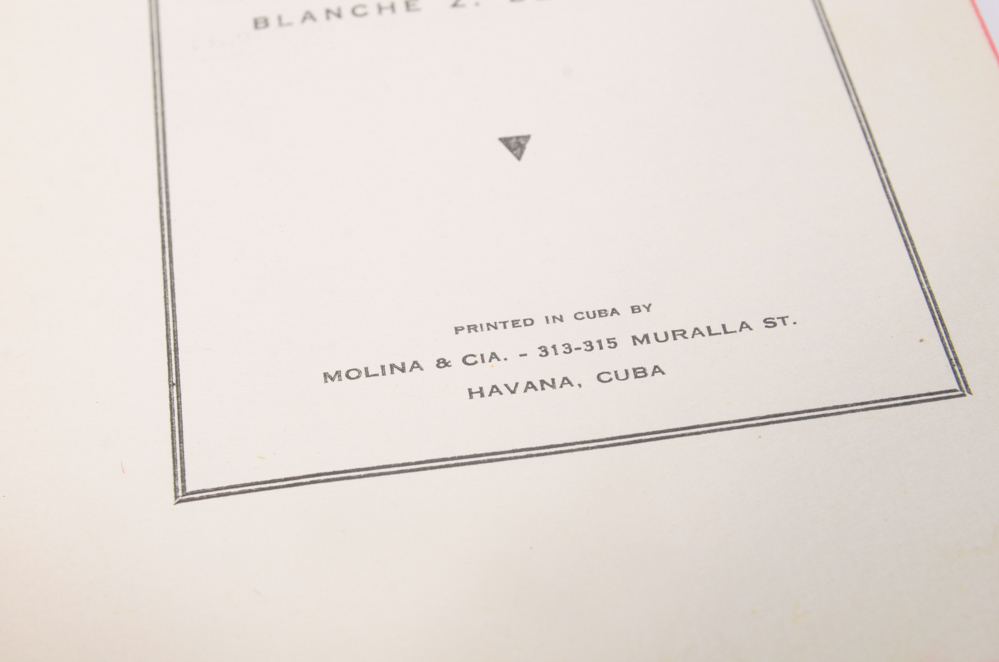 BLANCHE Z.
PRINTED IN CUBA BY
MOLINA & CIA. - 313-315 MURALLA ST.
HAVANA, CUBA